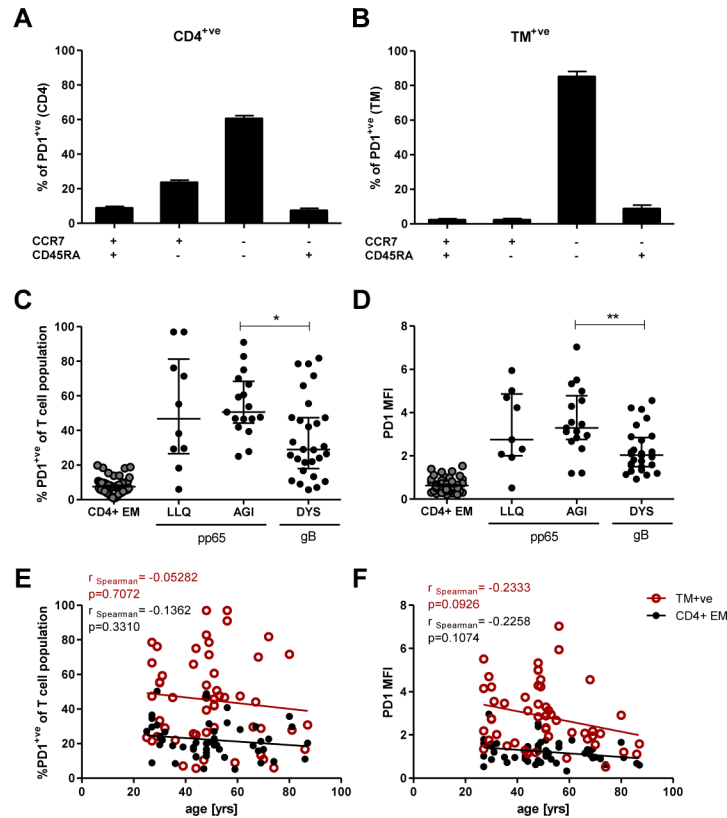 A
CD4+ve
% of PD1+ve (CD4)
100
80
60
40
20
0
CCR7 + + - -
CD45RA + - - +
B
TM+ve
% of PD1+ve (TM)
100
80
60
40
20
0
CCR7 + + - -
CD45RA + - - +
C
% PD1+ve of T cell population
100
80
60
40
20
0
*
CD4+ EM LLQ AGI DYS
pp65 gB
D
PD1 MFI
8
6
4
2
0
**
CD4+ EM LLQ AGI DYS
pp65 gB
E
r Spearman= -0.05282
p=0.7072
r Spearman= -0.1362
p=0.3310
%PD1+ve of T cell population
100
80
60
40
20
0
0 20 40 60 80 100
age [yrs]
F
r Spearman= -0.2333
p=0.0926
r Spearman= -0.2258
p=0.1074
PD1 MFI
8
6
4
2
0
0 20 40 60 80 100
age [yrs]
TM+ve
CD4+ EM